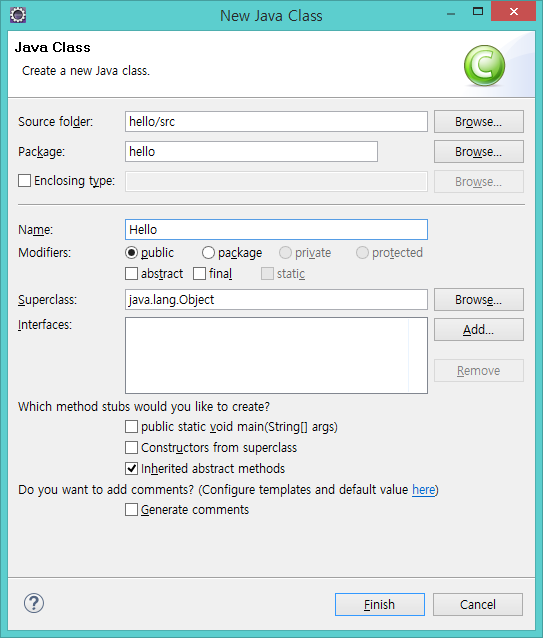 New Java Class
Java Class
Create a new Java class.
Source folder: hello/src Browse...
Package: hello Browse...
Enclosing type: Browse...
Name: Hello
Modifiers: public package private protected
abstract final static
Superclass: java.lang.Object Browse...
Interfaces: Add...
Remove
Which method stubs would you like to create?
public static void main(String[] args)
Constructors from superclass
Inherited abstract methods
Do you want to add comments? (Configure templates and default value here)
Generate comments
Finish Cancel